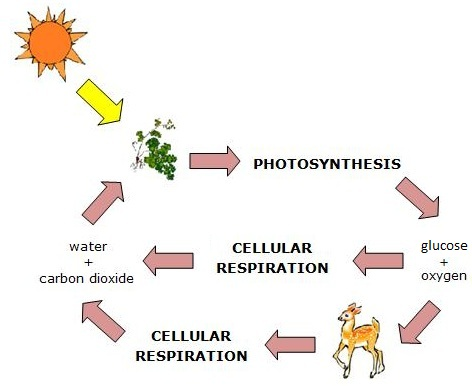 PHOTOSYNTHESIS
water
+
carbon dioxide
CELLULAR
RESPIRATION
glucose
+
oxygen
CELLULAR
RESPIRATION